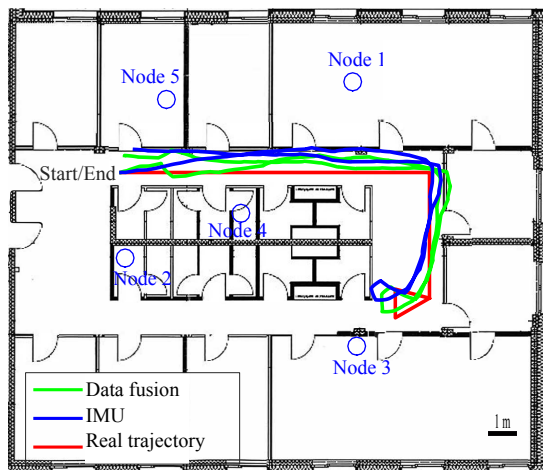 Node 1
Node 5
Start/End
Node 4
Node 2
Node 3
Data fusion
IMU
Real trajectory
1m